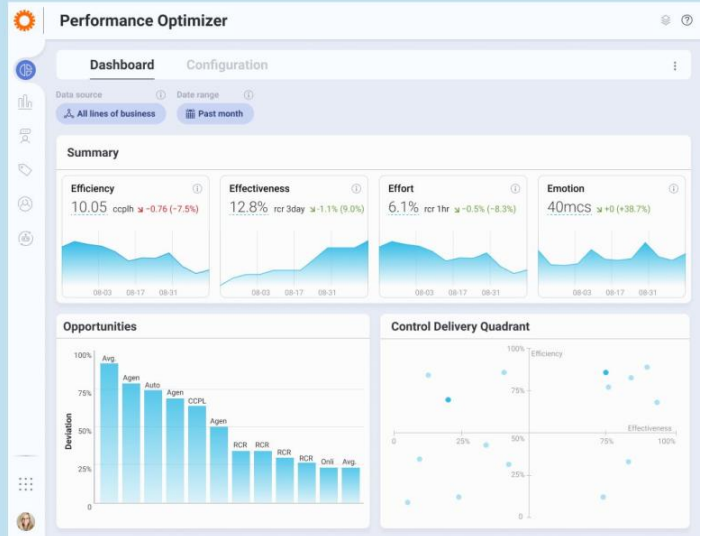 Performance Optimizer
Dashboard Configuration
Data source Date range
All lines of business Past month
Summary
Efficiency
10.05 ccplh -0.76 (-7.5%)
08-03 08-17 08-31
Effectiveness
12.8% rcr 3day -1.1% (9.0%)
08-03 08-17 08-31
Effort
6.1% rcr 1hr -0.5% (-8.3%)
08-03 08-17 08-31
Emotion
40mcs +0 (+38.7%)
08-03 08-17 08-31
Opportunities
Deviation
100%
75%
50%
25%
0
Avg.
Agen
Auto
Agen
CCPL
Agen
RCR
RCR
RCR
RCR
Onli
Avg.
Control Delivery Quadrant
100%
Efficiency
75%
Effectiveness
0 25% 50% 75% 100%
25%
0